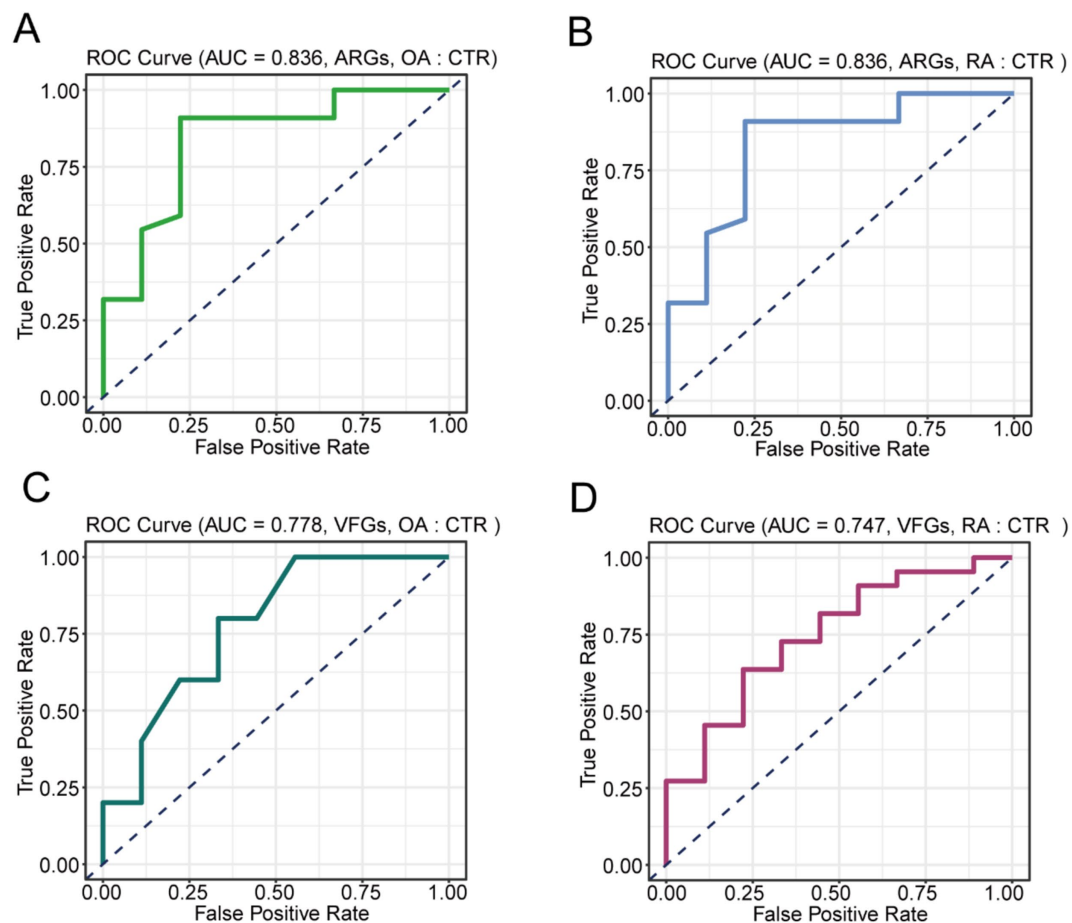 A
ROC Curve (AUC = 0.836, ARGs, OA : CTR)
True Positive Rate
1.00
0.75
0.50
0.25
0.00
0.00 0.25 0.50 0.75 1.00
False Positive Rate
B
ROC Curve (AUC = 0.836, ARGs, RA : CTR )
True Positive Rate
1.00
0.75
0.50
0.25
0.00
0.00 0.25 0.50 0.75 1.00
False Positive Rate
C
ROC Curve (AUC = 0.778, VFGs, OA : CTR )
True Positive Rate
1.00
0.75
0.50
0.25
0.00
0.00 0.25 0.50 0.75 1.00
False Positive Rate
D
ROC Curve (AUC = 0.747, VFGs, RA : CTR )
True Positive Rate
1.00
0.75
0.50
0.25
0.00
0.00 0.25 0.50 0.75 1.00
False Positive Rate